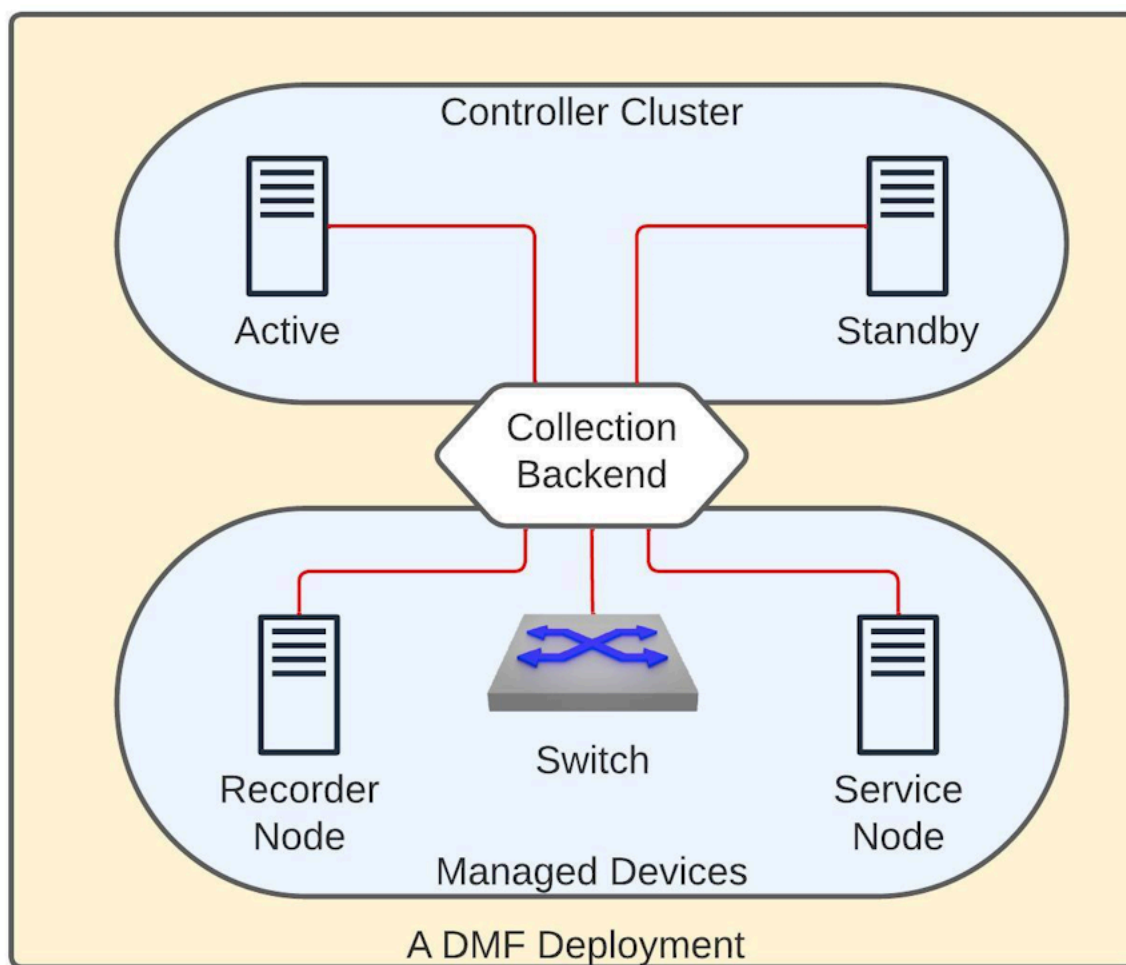 Controller Cluster
Active
Standby
Collection
Backend
Switch
Recorder
Node
Service
Node
Managed Devices
A DMF Deployment